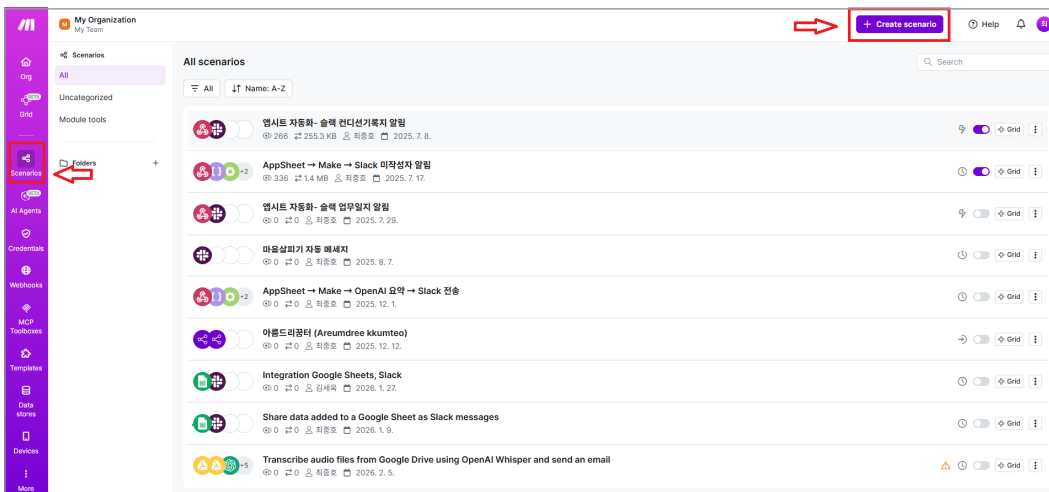 My Organization
My Team
+ Create scenario
Help
Org
BETA
Grid
Scenarios
BETA
AI Agents
Credentials
Webhooks
MCP
Toolboxes
Templates
Data
stores
Devices
More
Scenarios
All
Uncategorized
Module tools
Folders +
All scenarios
Search
All
Name: A-Z
앱시트 자동화- 슬랙 컨디션기록지 알림
266 255.3 KB 최중호 2025. 7. 8.
Grid
AppSheet → Make → Slack 미작성자 알림
+2
336 1.4 MB 최중호 2025. 7. 17.
Grid
앱시트 자동화- 슬랙 업무일지 알림
0 0 최중호 2025. 7. 29.
Grid
마음살피기 자동 메세지
0 0 최중호 2025. 8. 7.
Grid
AppSheet → Make → OpenAI 요약 → Slack 전송
+2
0 0 최중호 2025. 12. 1.
Grid
아름드리꿈터 (Areumdree kkumteo)
0 0 최중호 2025. 12. 12.
Grid
Integration Google Sheets, Slack
0 0 김세욱 2026. 1. 27.
Grid
Share data added to a Google Sheet as Slack messages
0 0 최중호 2026. 1. 9.
Grid
Transcribe audio files from Google Drive using OpenAI Whisper and send an email
+5
0 0 최중호 2026. 2. 5.
Grid